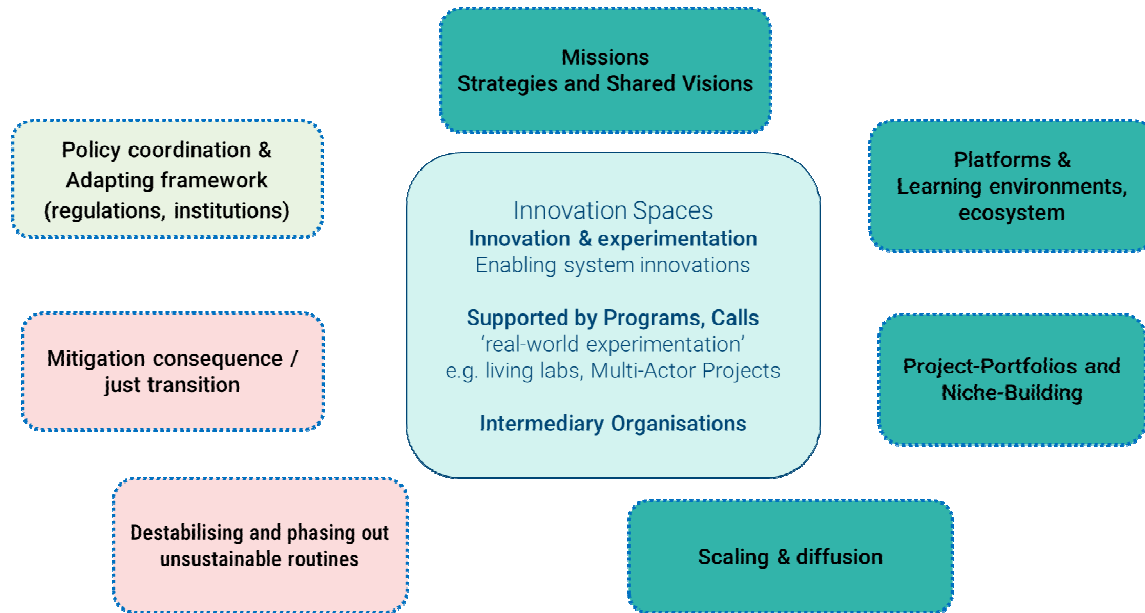 Missions
Strategies and Shared Visions
Policy coordination &
Adapting framework
(regulations, institutions)
Platforms &
Learning environments,
ecosystem
Innovation Spaces
Innovation & experimentation
Enabling system innovations
Supported by Programs, Calls
‘real-world experimentation’
e.g. living labs, Multi-Actor Projects
Intermediary Organisations
Mitigation consequence /
just transition
Project-Portfolios and
Niche-Building
Destabilising and phasing out
unsustainable routines
Scaling & diffusion